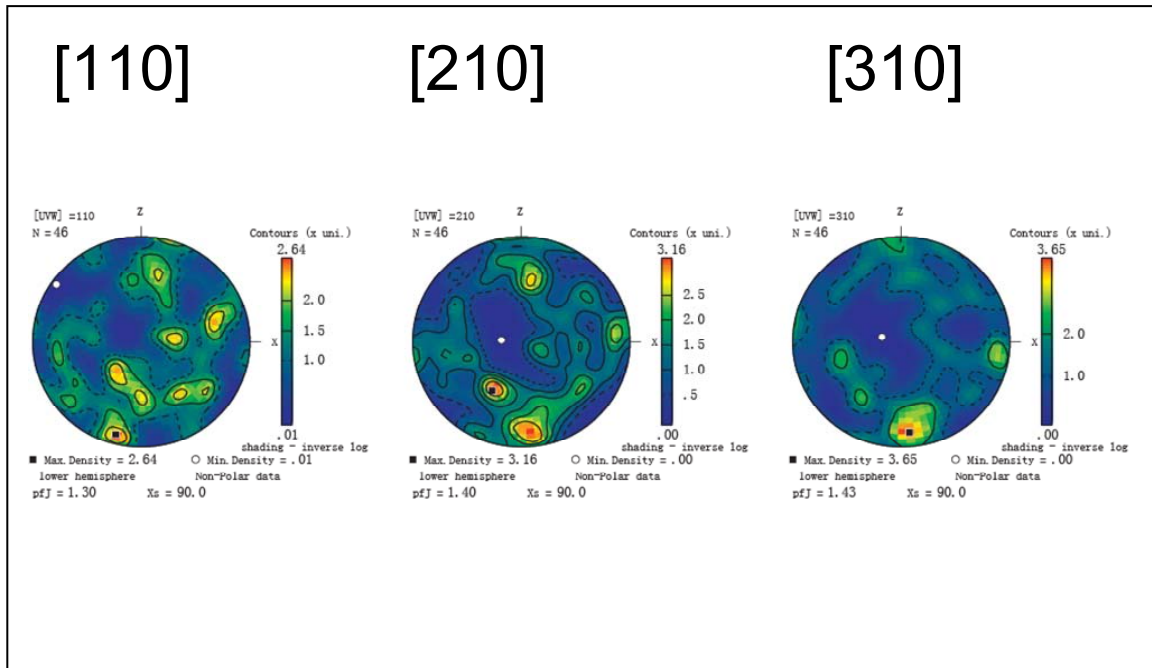 [110]
[210]
[310]
[UVW] =110
Z
N = 46
Contours (x uni.)
2.64
2.0
1.5
1.0
X
.01
shading - inverse log
■ Max.Density = 2.64 ○ Min.Density = .01
lower hemisphere Non-Polar data
pfJ = 1.30 Xs = 90.0
[UVW] =210
Z
N = 46
Contours (x uni.)
3.16
2.5
2.0
1.5
1.0
.5
X
.00
shading - inverse log
■ Max.Density = 3.16 ○ Min.Density = .00
lower hemisphere Non-Polar data
pfJ = 1.40 Xs = 90.0
[UVW] =310
Z
N = 46
Contours (x uni.)
3.65
2.0
1.0
X
.00
shading - inverse log
■ Max.Density = 3.65 ○ Min.Density = .00
lower hemisphere Non-Polar data
pfJ = 1.43 Xs = 90.0